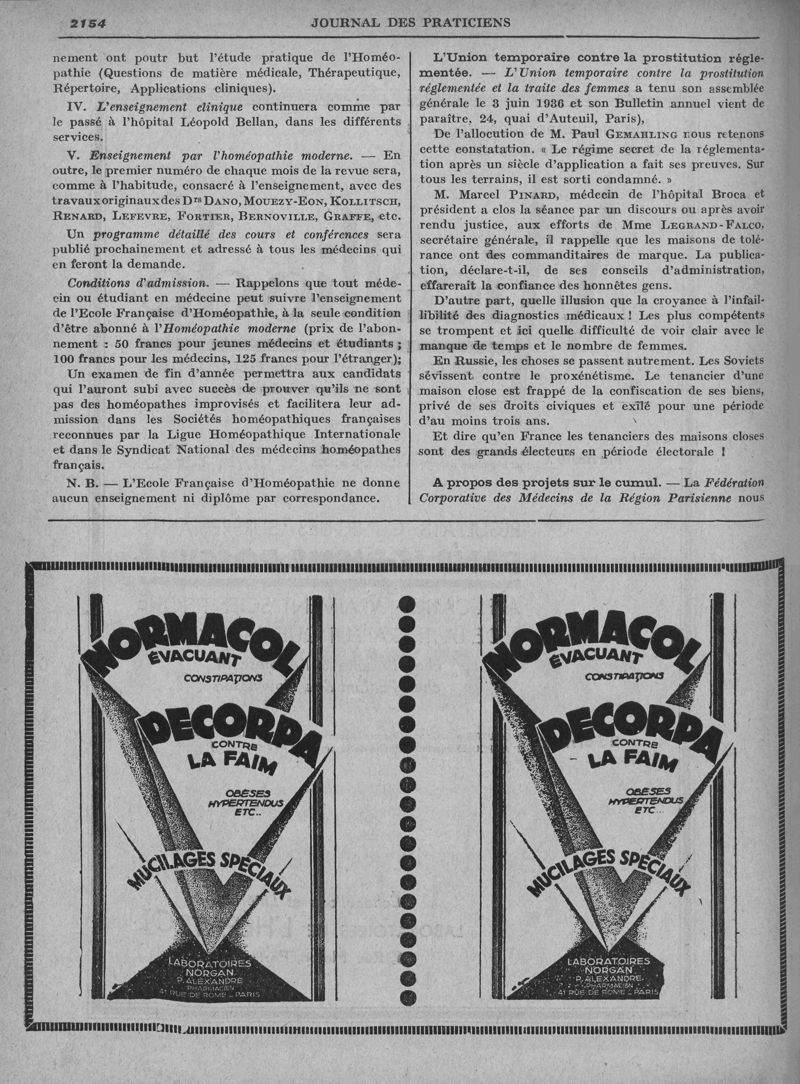 2154
JOURNAL DES PRATICIENS
nement ont poutr but l'étude pratique de l'Homéo-
pathie (Questions de matière médicale, Thérapeutique,
Répertoire, Applications cliniques).
IV. L'enseignement clinique continuera comme par
le passé à l'hôpital Léopold Bellan, dans les différents
services.
V. Enseignement par l'homéopathie moderne. — En
outre, le premier numéro de chaque mois de la revue sera,
comme à l'habitude, consacré à l'enseignement, avec des
travaux originaux des Drs DANO, MOUEZY-EON, KOLLITSCH,
RENARD, LEFEVRE, FORTIER, BERNOVILLE, GRAFFE, etc.
Un programme détaillé des cours et conférences sera
publié prochainement et adressé à tous les médecins qui
en feront la demande.
Conditions d'admission. — Rappelons que tout méde-
cin ou étudiant en médecine peut suivre l'enseignement
de l'Ecole Française d'Homéopathie, à la seule condition
d'être abonné à l'Homéopathie moderne (prix de l'abon-
nement : 50 francs pour jeunes médecins et étudiants ;
100 francs pour les médecins, 125 francs pour l'étranger);
Un examen de fin d'année permettra aux candidats
qui l'auront subi avec succès de prouver qu'ils ne sont
pas des homéopathes improvisés et facilitera leur ad-
mission dans les Sociétés homéopathiques françaises
reconnues par la Ligue Homéopathique Internationale
et dans le Syndicat National des médecins homéopathes
français.
N. B. — L'Ecole Française d'Homéopathie ne donne
aucun enseignement ni diplôme par correspondance.
L'Union temporaire contre la prostitution régle-
mentée. — L'Union temporaire contre la prostitution
réglementée et la traite des femmes a tenu son assemblée
générale le 3 juin 1936 et son Bulletin annuel vient de
paraître, 24, quai d'Auteuil, Paris),
De l'allocution de M. Paul GEMAHLING nous retenons
cette constatation. « Le régime secret de la réglementa-
tion après un siècle d'application a fait ses preuves. Sur
tous les terrains, il est sorti condamné. »
M. Marcel PINARD, médecin de l'hôpital Broca et
président a clos la séance par un discours ou après avoir
rendu justice, aux efforts de Mme LEGRAND-FALCO,
secrétaire générale, il rappelle que les maisons de tolé-
rance ont des commanditaires de marque. La publica-
tion, déclare-t-il, de ses conseils d'administration,
effarerait la confiance des honnêtes gens.
D'autre part, quelle illusion que la croyance à l'infail-
libilité des diagnostics médicaux ! Les plus compétents
se trompent et ici quelle difficulté de voir clair avec le
manque de temps et le nombre de femmes.
En Russie, les choses se passent autrement. Les Soviets
sévissent contre le proxénétisme. Le tenancier d'une
maison close est frappé de la confiscation de ses biens,
privé de ses droits civiques et exilé pour une période
d'au moins trois ans.
Et dire qu'en France les tenanciers des maisons closes
sont des grands électeurs en période électorale !
A propos des projets sur le cumul. — La Fédération
Corporative des Médecins de la Région Parisienne nous
NORMACOL
ÉVACUANT
CONSTIPATIONS
DECORPA
CONTRE
LA FAIM
OBÈSES
HYPERTENDUS
ETC..
MUCILAGES SPÉCIAUX
LABORATOIRES
NORGAN
P. ALEXANDRE
PHARMACIEN
41 RUE DE ROME _ PARIS
NORMACOL
ÉVACUANT
CONSTIPATIONS
DECORPA
CONTRE
LA FAIM
OBÈSES
HYPERTENDUS
ETC...
MUCILAGES SPÉCIAUX
LABORATOIRES
NORGAN
P. ALEXANDRE
PHARMACIEN
41 RUE DE ROME _ PARIS